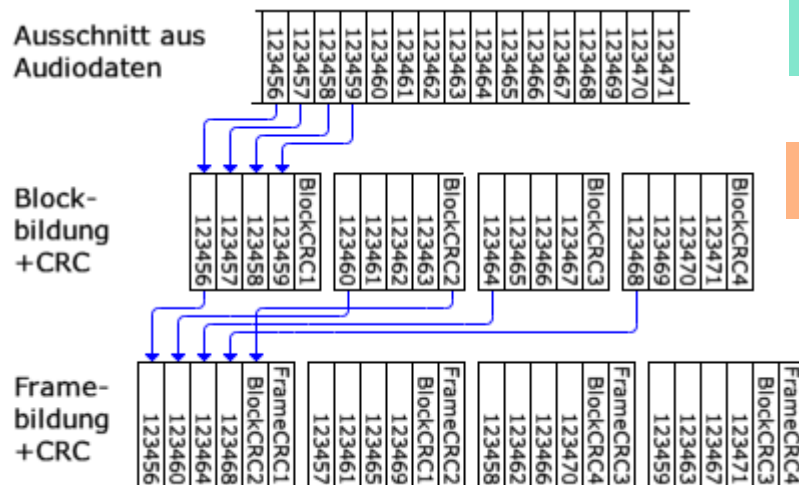 Ausschnitt aus
Audiodaten
123456
123457
123458
123459
123460
123461
123462
123463
123464
123465
123466
123467
123468
123469
123470
123471
Block-
bildung
+CRC
123456
123457
123458
123459
BlockCRC1
123460
123461
123462
123463
BlockCRC2
123464
123465
123466
123467
BlockCRC3
123468
123469
123470
123471
BlockCRC4
Frame-
bildung
+CRC
123456
123460
123464
123468
BlockCRC2
FrameCRC1
123457
123461
123465
123469
BlockCRC1
FrameCRC2
123458
123462
123466
123470
BlockCRC4
FrameCRC3
123459
123463
123467
123471
BlockCRC3
FrameCRC4